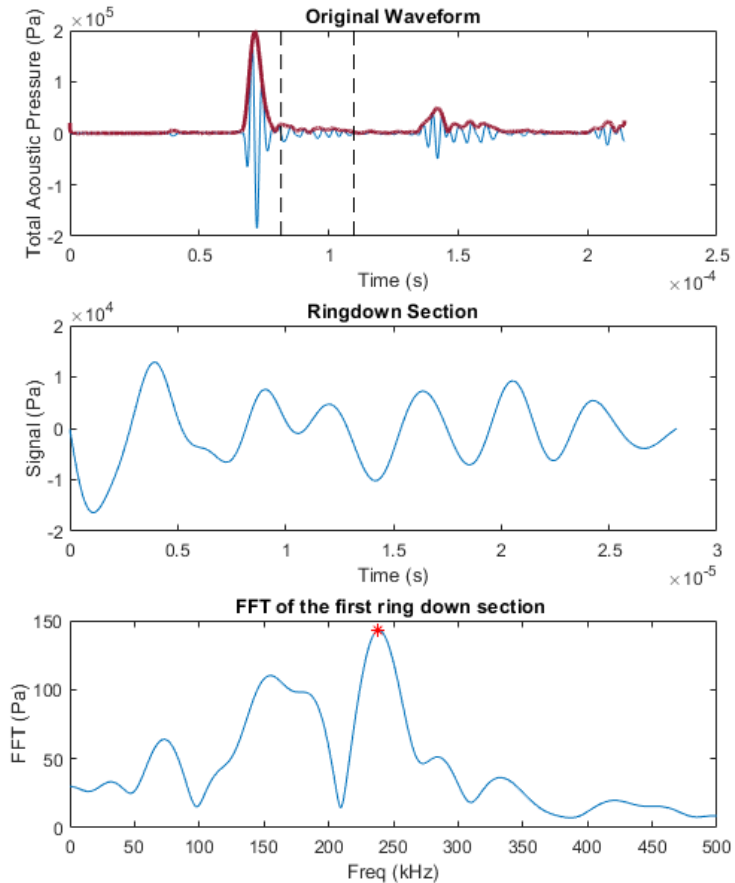 Original Waveform
×10^5
2
1
0
-1
-2
Total Acoustic Pressure (Pa)
0 0.5 1 1.5 2 2.5
Time (s)
×10^-4
Ringdown Section
×10^4
2
1
0
-1
-2
Signal (Pa)
0 0.5 1 1.5 2 2.5 3
Time (s)
×10^-5
FFT of the first ring down section
150
100
50
0
FFT (Pa)
0 50 100 150 200 250 300 350 400 450 500
Freq (kHz)